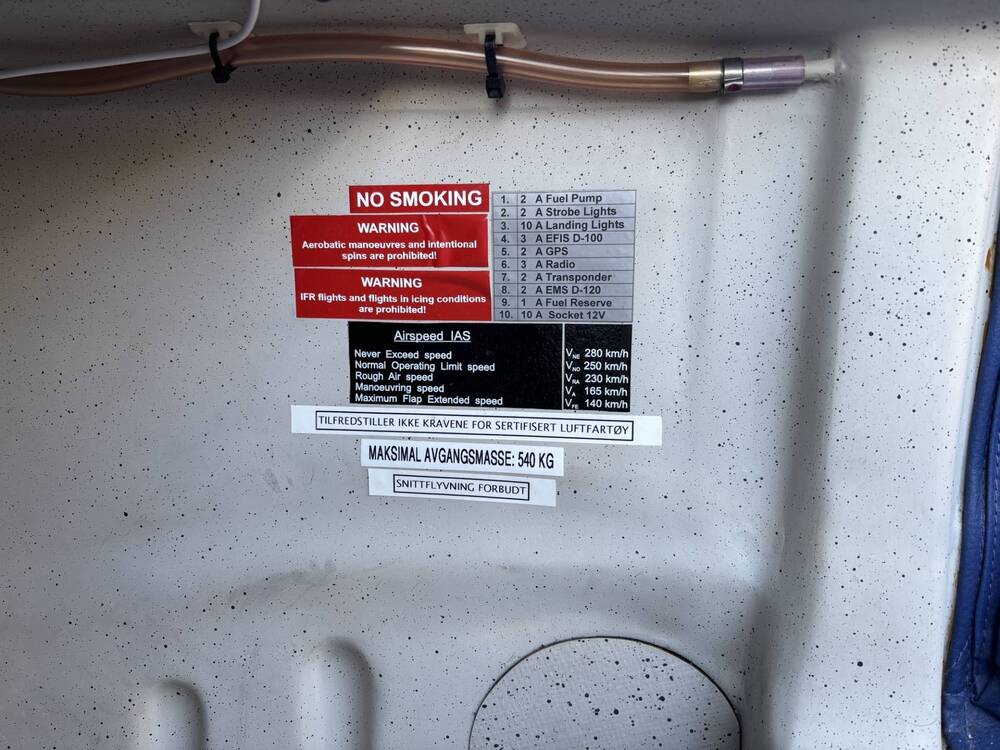 NO SMOKING
WARNING
Aerobatic manoeuvres and intentional
spins are prohibited!
WARNING
IFR flights and flights in icing conditions
are prohibited!
1. 2 A Fuel Pump
2. 2 A Strobe Lights
3. 10 A Landing Lights
4. 3 A EFIS D-100
5. 2 A GPS
6. 3 A Radio
7. 2 A Transponder
8. 2 A EMS D-120
9. 1 A Fuel Reserve
10. 10 A Socket 12V
Airspeed IAS
Never Exceed speed VNE 280 km/h
Normal Operating Limit speed VNO 250 km/h
Rough Air speed VRA 230 km/h
Manoeuvring speed VA 165 km/h
Maximum Flap Extended speed VFE 140 km/h
TILFREDSTILLER IKKE KRAVENE FOR SERTIFISERT LUFTFARTØY
MAKSIMAL AVGANGSMASSE: 540 KG
SNITTFLYVNING FORBUDT